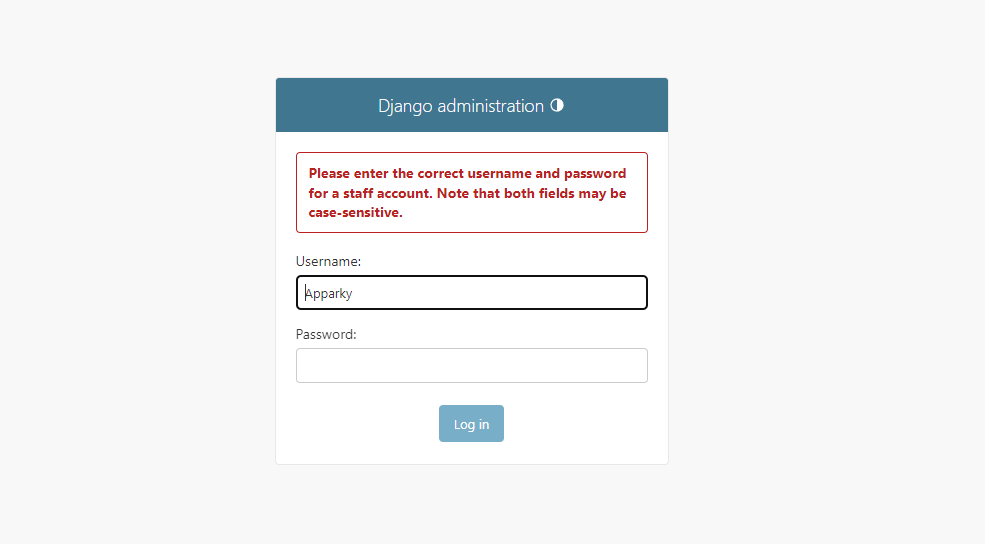 Django administration
Please enter the correct username and password
for a staff account. Note that both fields may be
case-sensitive.
Username:
Apparky
Password:
Log in